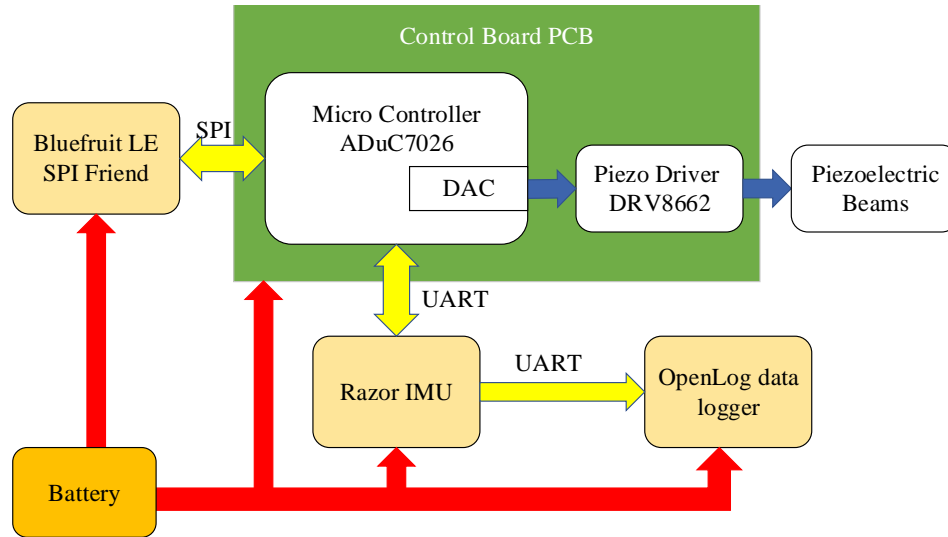 Control Board PCB
Micro Controller
ADuC7026
DAC
SPI
Bluefruit LE
SPI Friend
Piezo Driver
DRV8662
Piezoelectric
Beams
UART
UART
Razor IMU
OpenLog data
logger
Battery